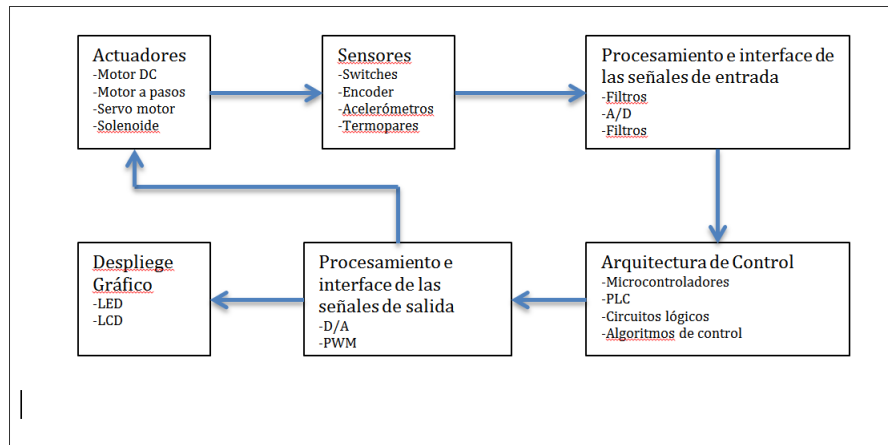 Actuadores
-Motor DC
-Motor a pasos
-Servo motor
-Solenoide
Sensores
-Switches
-Encoder
-Acelerómetros
-Termopares
Procesamiento e interface de
las señales de entrada
-Filtros
-A/D
-Filtros
Despliege
Gráfico
-LED
-LCD
Procesamiento e
interface de las
señales de salida
-D/A
-PWM
Arquitectura de Control
-Microcontroladores
-PLC
-Circuitos lógicos
-Algoritmos de control